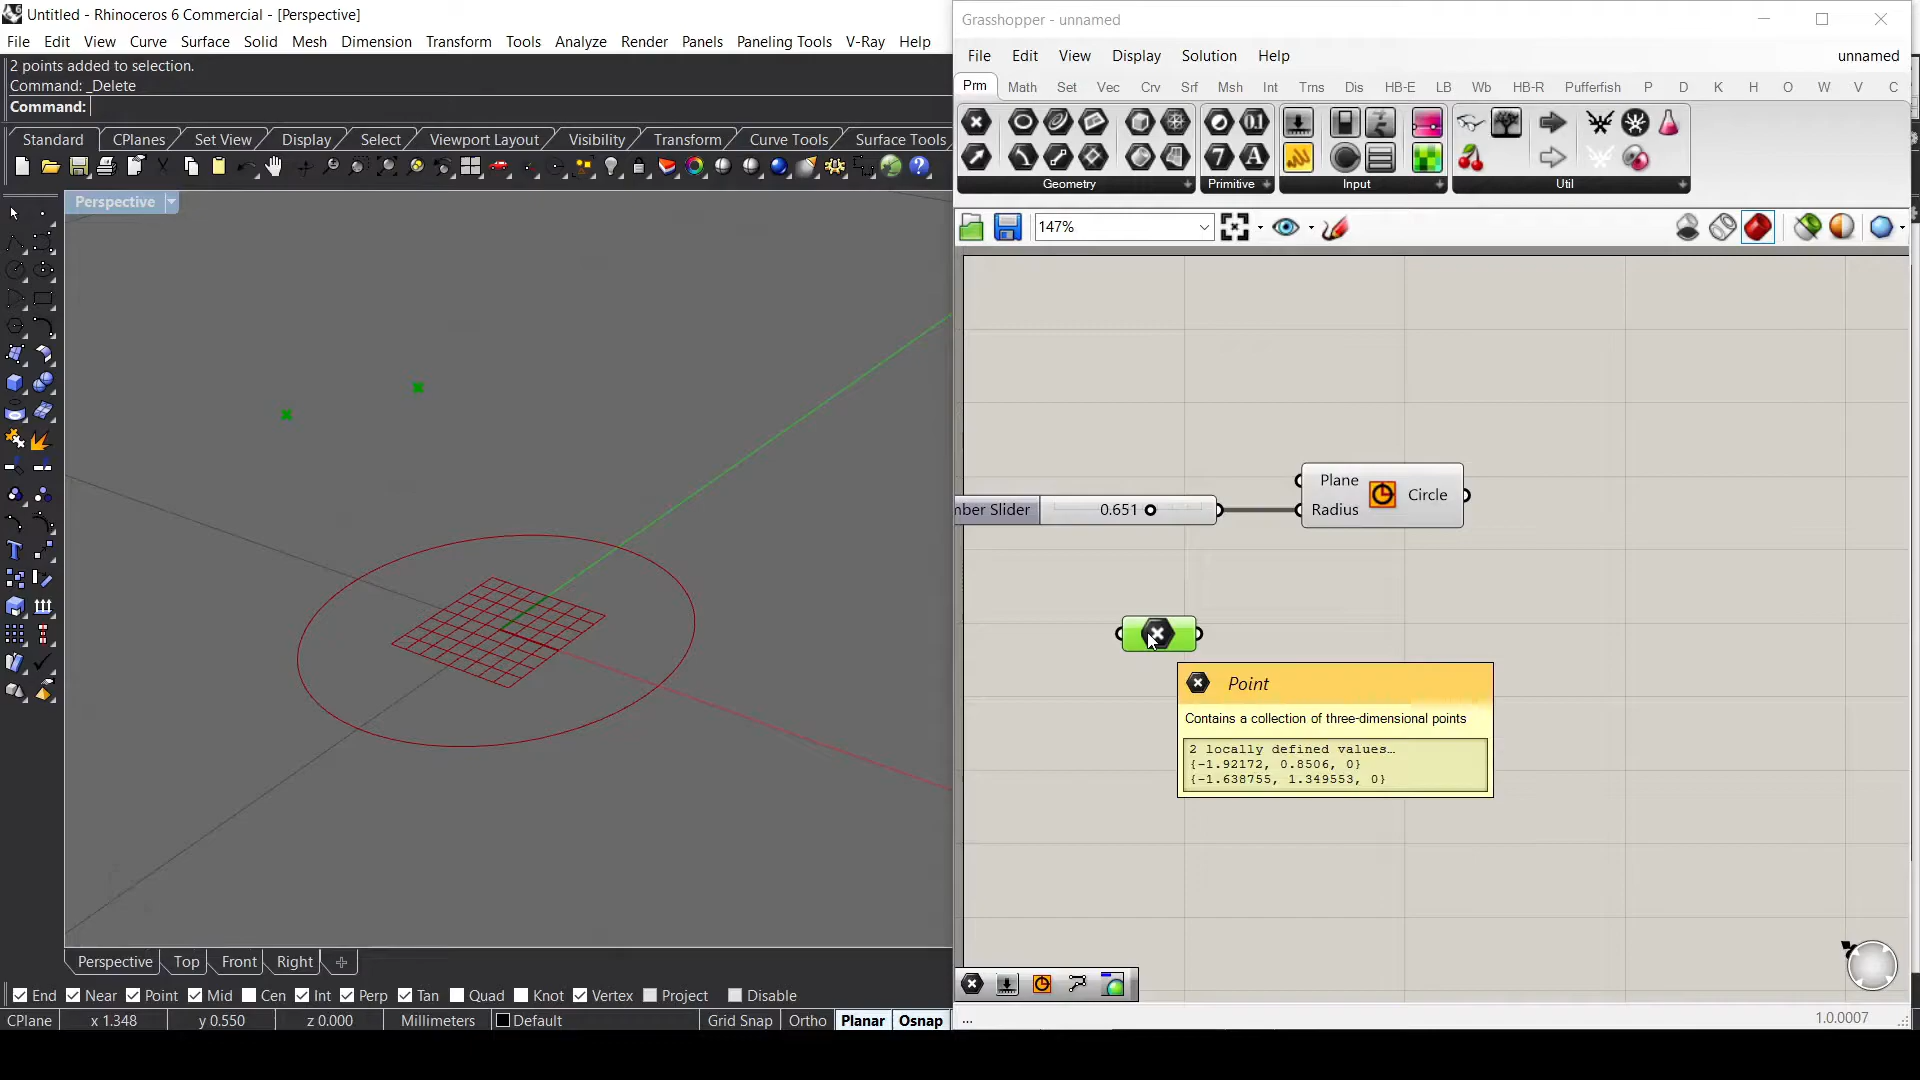 Untitled - Rhinoceros 6 Commercial - [Perspective]
File Edit View Curve Surface Solid Mesh Dimension Transform Tools Analyze Render Panels Paneling Tools V-Ray Help
2 points added to selection.
Command: _Delete
Command:
Standard CPlanes Set View Display Select Viewport Layout Visibility Transform Curve Tools Surface Tools
Perspective
Perspective Top Front Right
End Near Point Mid Cen Int Perp Tan Quad Knot Vertex Project Disable
CPlane x 1.348 y 0.550 z 0.000 Millimeters Default Grid Snap Ortho Planar Osnap
Grasshopper - unnamed
File Edit View Display Solution Help unnamed
Prm Math Set Vec Crv Srf Msh Int Trns Dis HB-E LB Wb HB-R Pufferfish P D K H O W V C
Geometry Primitive Input Util
147%
Plane
Radius
Circle
mber Slider 0.651
Point
Contains a collection of three-dimensional points
2 locally defined values…
{-1.92172, 0.8506, 0}
{-1.638755, 1.349553, 0}
... 1.0.0007